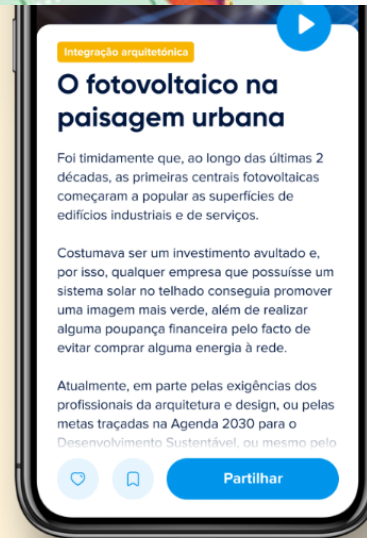 Integração arquitetónica
O fotovoltaico na
paisagem urbana
Foi timidamente que, ao longo das últimas 2
décadas, as primeiras centrais fotovoltaicas
começaram a popular as superfícies de
edifícios industriais e de serviços.
Costumava ser um investimento avultado e,
por isso, qualquer empresa que possuísse um
sistema solar no telhado conseguia promover
uma imagem mais verde, além de realizar
alguma poupança financeira pelo facto de
evitar comprar alguma energia à rede.
Atualmente, em parte pelas exigências dos
profissionais da arquitetura e design, ou pelas
metas traçadas na Agenda 2030 para o
Desenvolvimento Sustentável, ou mesmo pelo
Partilhar